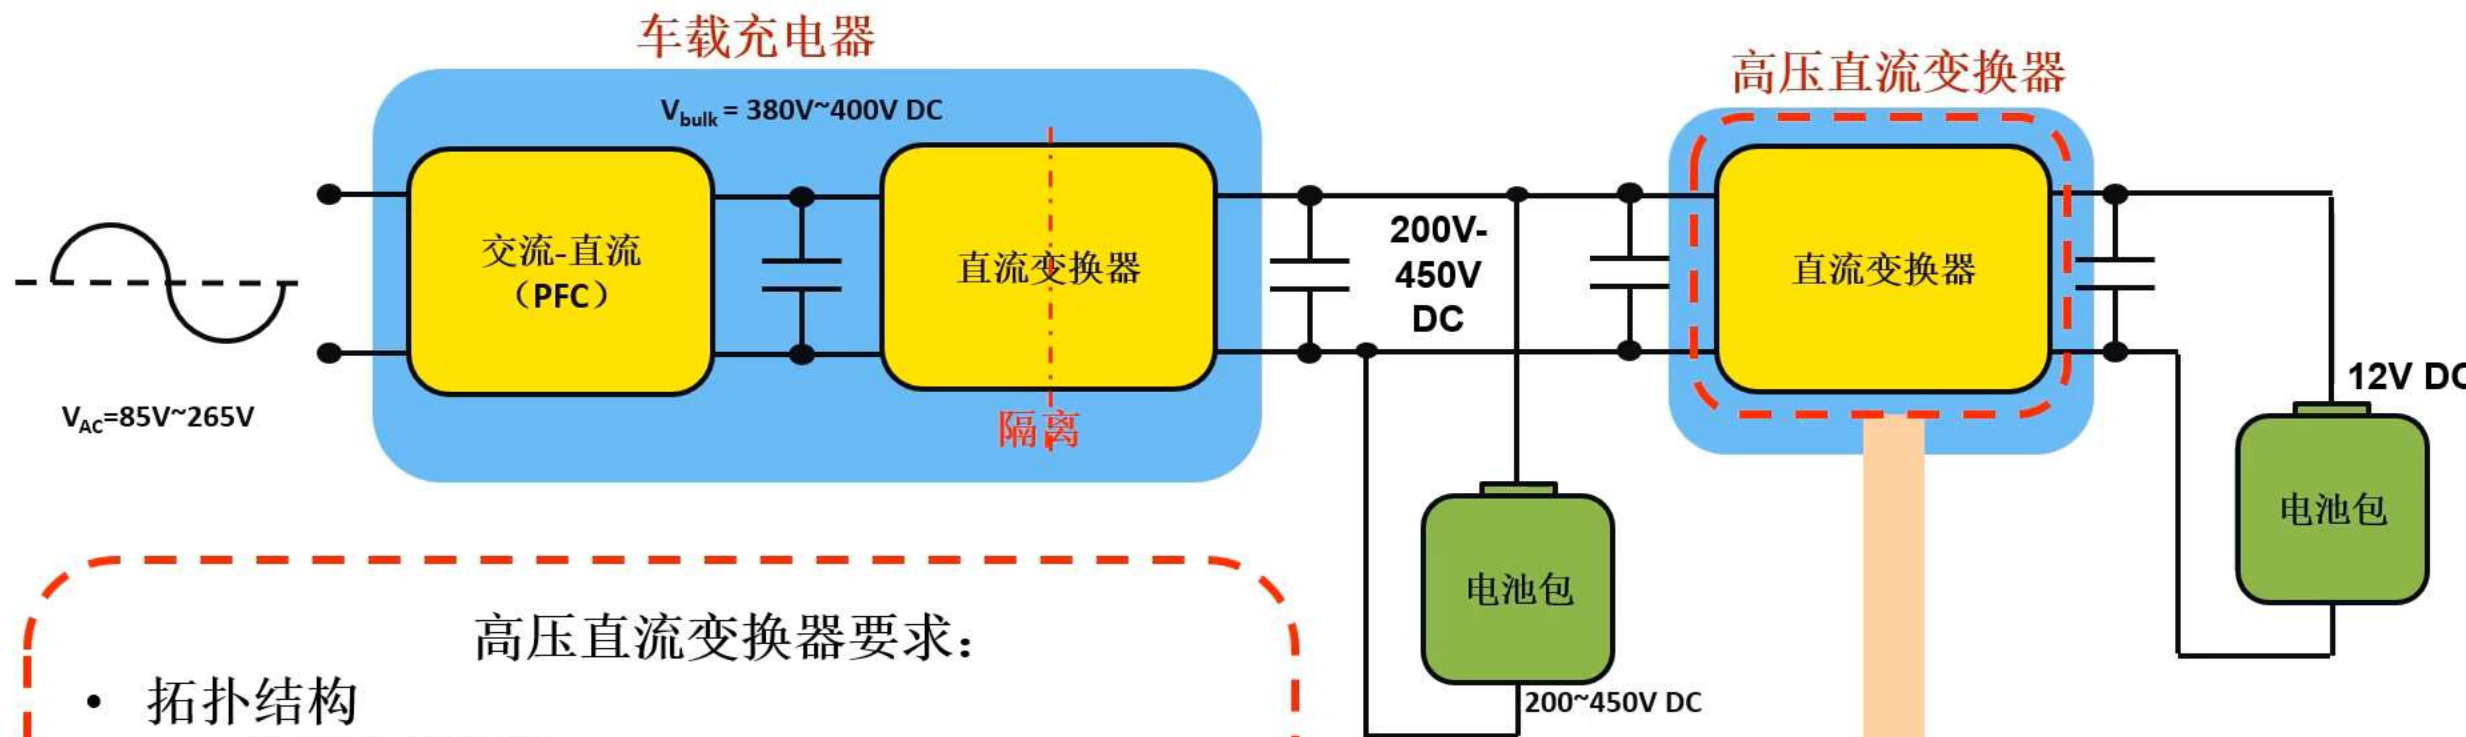 车载充电器
高压直流变换器
V_bulk = 380V~400V DC
交流-直流
（PFC）
直流变换器
隔离
200V-
450V
DC
直流变换器
V_AC=85V~265V
12V DC
电池包
电池包
200~450V DC
高压直流变换器要求：
• 拓扑结构